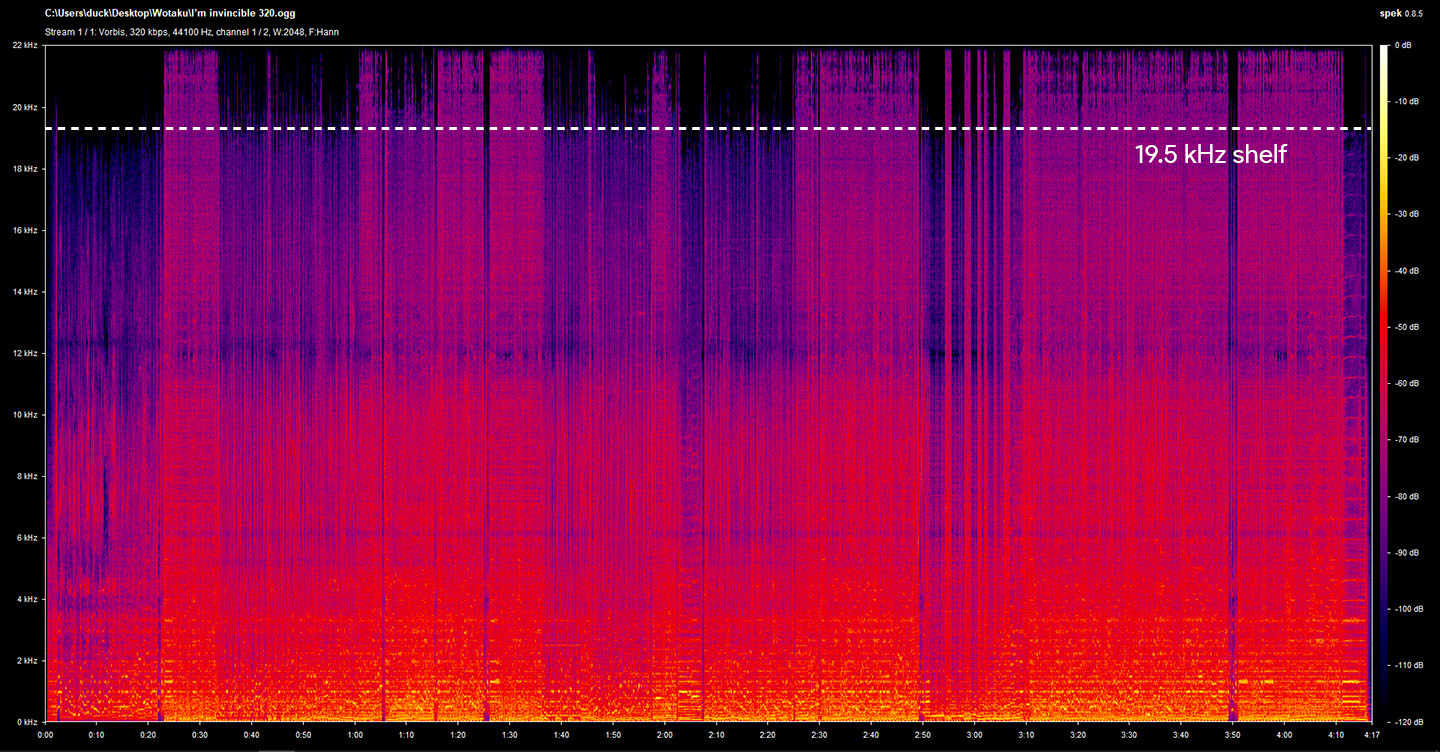 C:\Users\duck\Desktop\Wotaku\I'm invincible 320.ogg
spek 0.8.5
Stream 1 / 1: Vorbis, 320 kbps, 44100 Hz, channel 1 / 2, W:2048, F:Hann
22 kHz
20 kHz
18 kHz
16 kHz
14 kHz
12 kHz
10 kHz
8 kHz
6 kHz
4 kHz
2 kHz
0 kHz
19.5 kHz shelf
0 dB
-10 dB
-20 dB
-30 dB
-40 dB
-50 dB
-60 dB
-70 dB
-80 dB
-90 dB
-100 dB
-110 dB
-120 dB
0:00 0:10 0:20 0:30 0:40 0:50 1:00 1:10 1:20 1:30 1:40 1:50 2:00 2:10 2:20 2:30 2:40 2:50 3:00 3:10 3:20 3:30 3:40 3:50 4:00 4:10 4:17